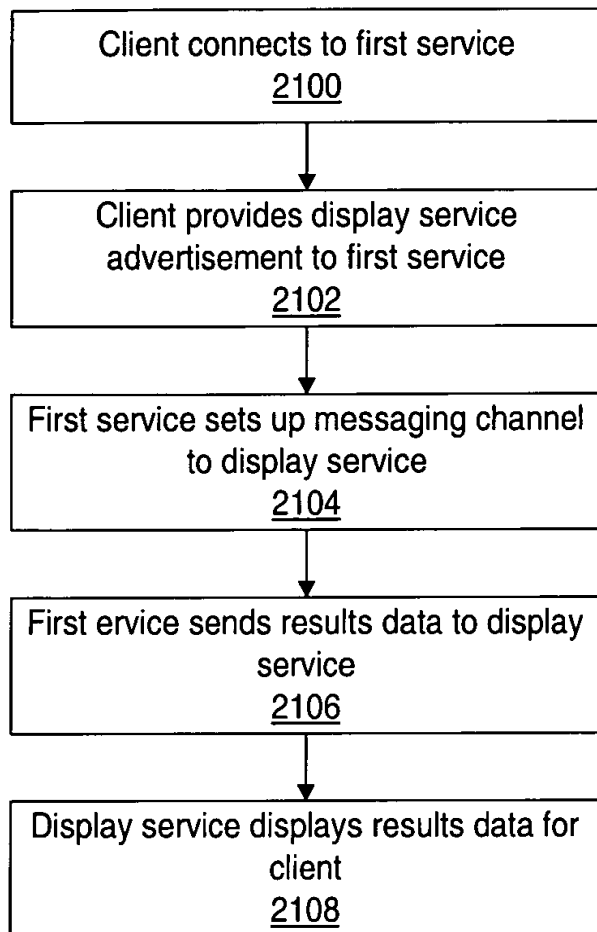 Client connects to first service
2100
Client provides display service
advertisement to first service
2102
First service sets up messaging channel
to display service
2104
First ervice sends results data to display
service
2106
Display service displays results data for
client
2108